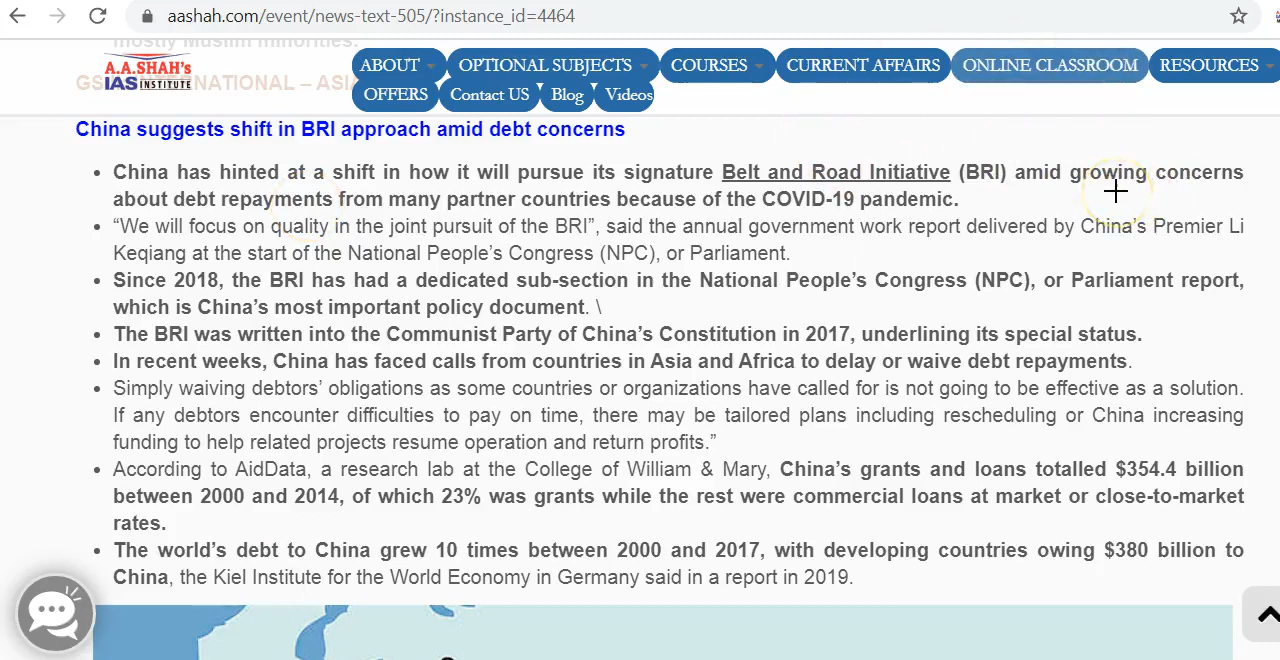 aashah.com/event/news-text-505/?instance_id=4464
mostly Muslim minorities.
A.A.SHAH's
IAS INSTITUTE
ABOUT
OPTIONAL SUBJECTS
COURSES
CURRENT AFFAIRS
ONLINE CLASSROOM
RESOURCES
OFFERS
Contact US
Blog
Videos
China suggests shift in BRI approach amid debt concerns
• China has hinted at a shift in how it will pursue its signature Belt and Road Initiative (BRI) amid growing concerns
about debt repayments from many partner countries because of the COVID-19 pandemic.
• “We will focus on quality in the joint pursuit of the BRI”, said the annual government work report delivered by China’s Premier Li
Keqiang at the start of the National People’s Congress (NPC), or Parliament.
• Since 2018, the BRI has had a dedicated sub-section in the National People’s Congress (NPC), or Parliament report,
which is China’s most important policy document. \
• The BRI was written into the Communist Party of China’s Constitution in 2017, underlining its special status.
• In recent weeks, China has faced calls from countries in Asia and Africa to delay or waive debt repayments.
• Simply waiving debtors’ obligations as some countries or organizations have called for is not going to be effective as a solution.
If any debtors encounter difficulties to pay on time, there may be tailored plans including rescheduling or China increasing
funding to help related projects resume operation and return profits.”
• According to AidData, a research lab at the College of William & Mary, China’s grants and loans totalled $354.4 billion
between 2000 and 2014, of which 23% was grants while the rest were commercial loans at market or close-to-market
rates.
• The world’s debt to China grew 10 times between 2000 and 2017, with developing countries owing $380 billion to
China, the Kiel Institute for the World Economy in Germany said in a report in 2019.